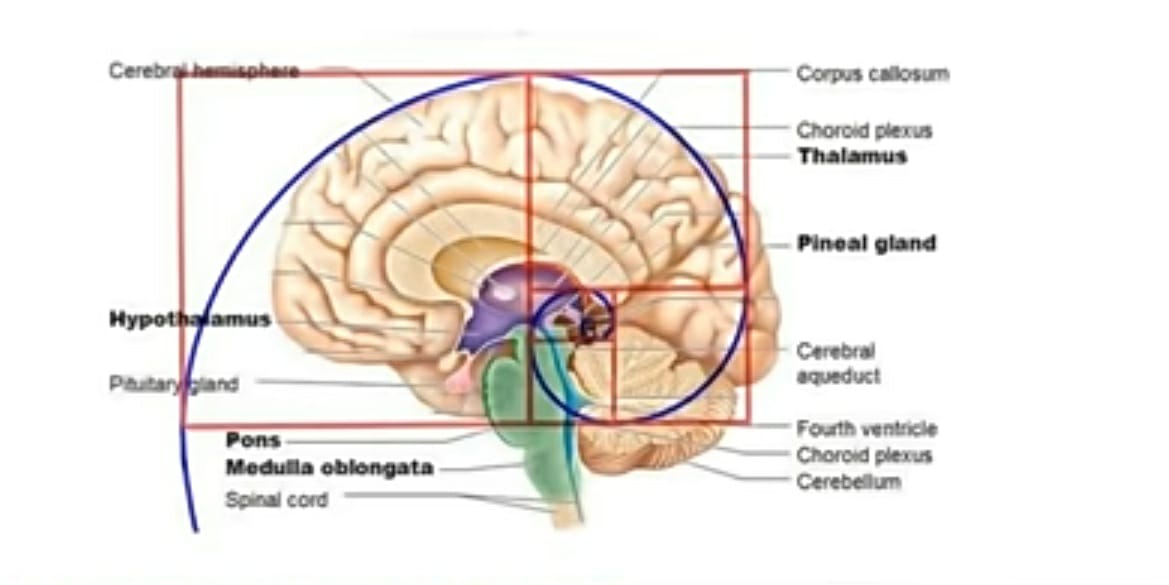 Cerebral hemisphere
Corpus callosum
Choroid plexus
Thalamus
Pineal gland
Hypothalamus
Cerebral
aqueduct
Pituitary gland
Fourth ventricle
Pons
Choroid plexus
Medulla oblongata
Cerebellum
Spinal cord